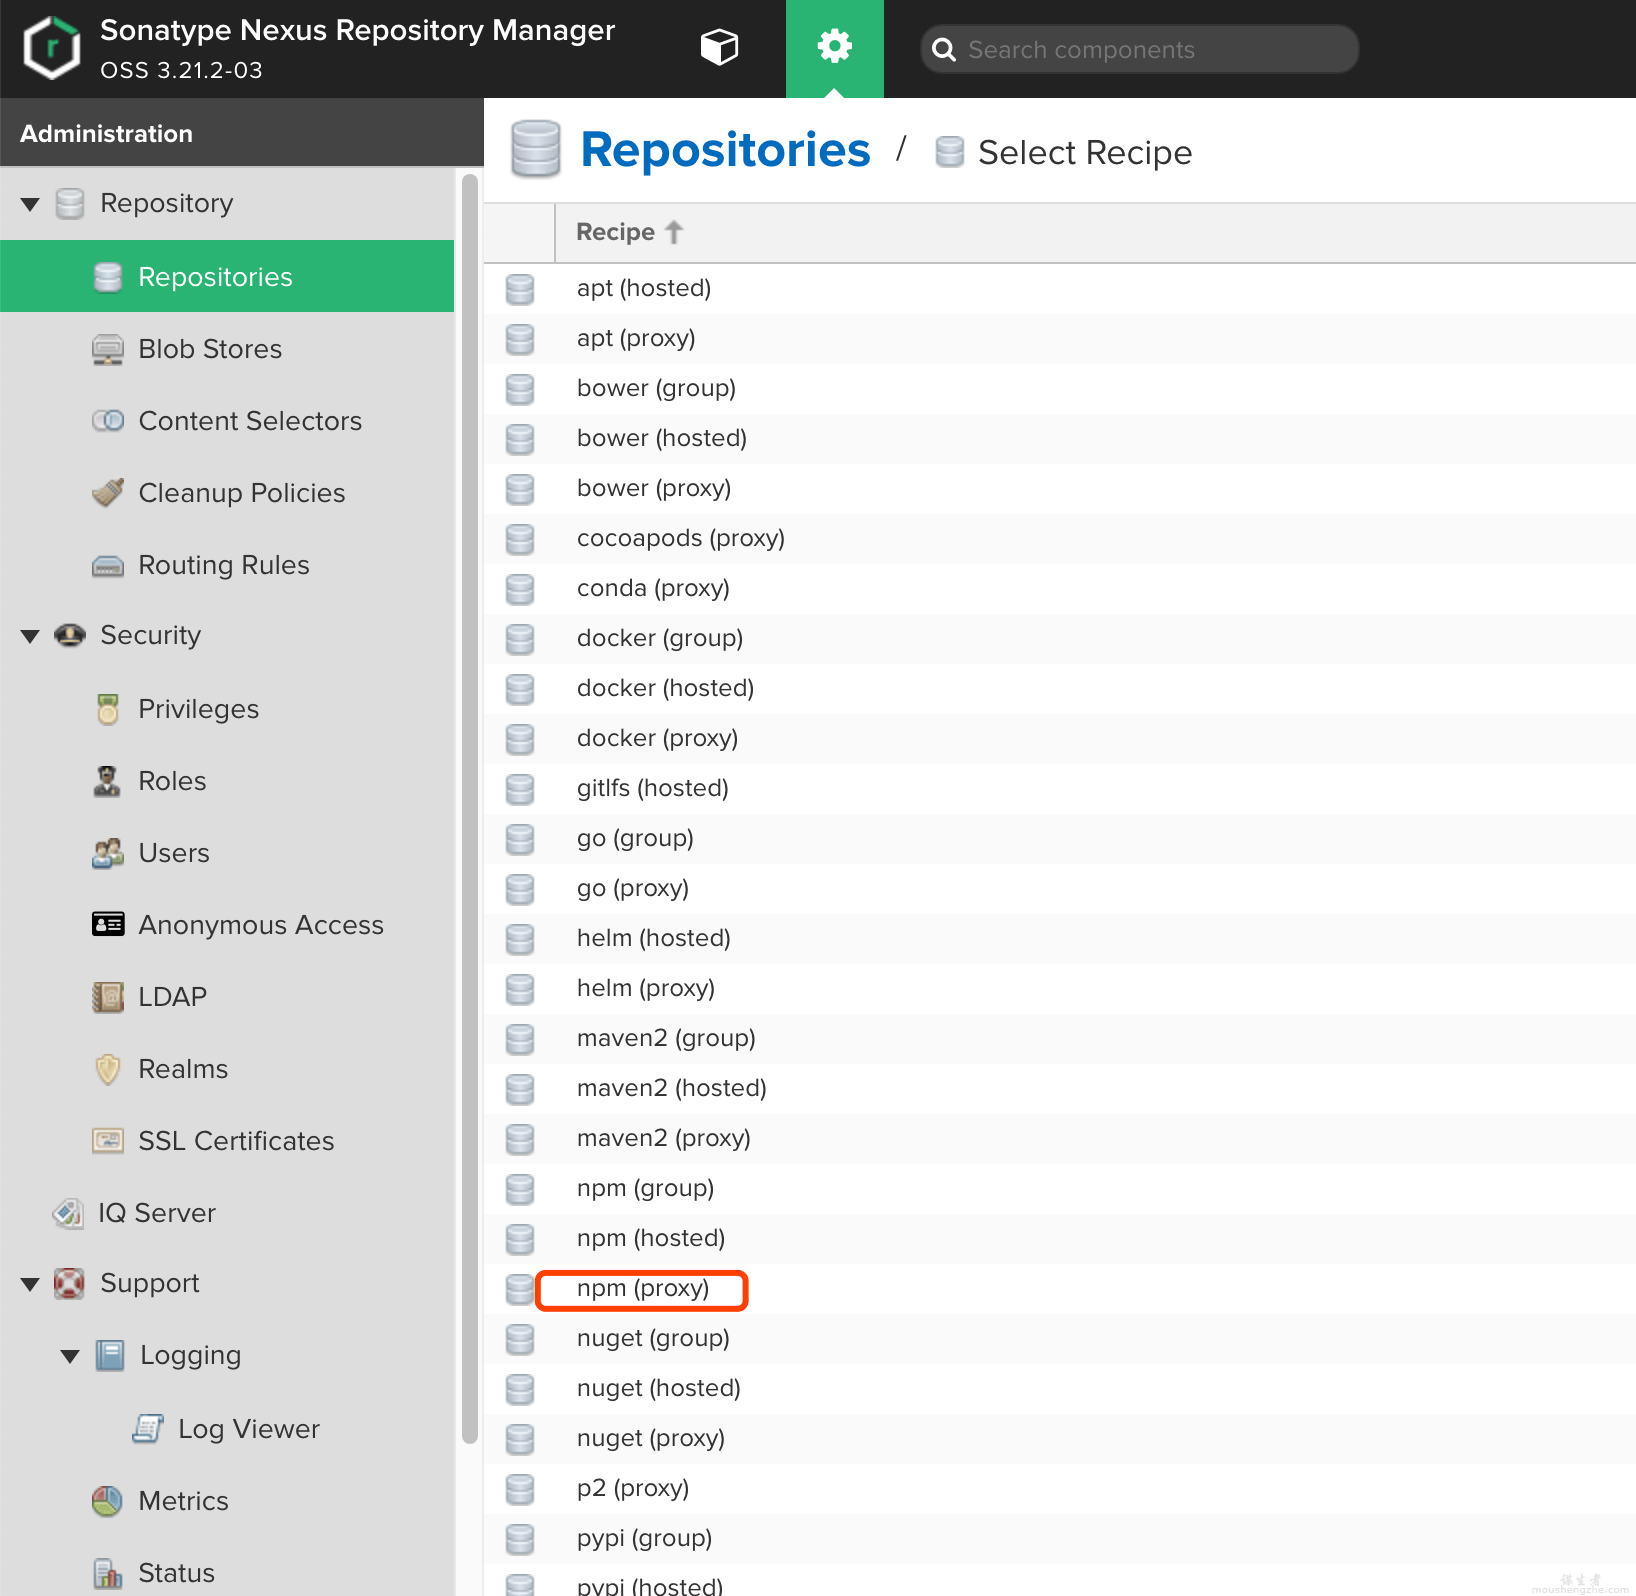 Sonatype Nexus Repository Manager
OSS 3.21.2-03
Search components
Administration
Repository
Repositories
Blob Stores
Content Selectors
Cleanup Policies
Routing Rules
Security
Privileges
Roles
Users
Anonymous Access
LDAP
Realms
SSL Certificates
IQ Server
Support
Logging
Log Viewer
Metrics
Status
Repositories / Select Recipe
Recipe
apt (hosted)
apt (proxy)
bower (group)
bower (hosted)
bower (proxy)
cocoapods (proxy)
conda (proxy)
docker (group)
docker (hosted)
docker (proxy)
gitlfs (hosted)
go (group)
go (proxy)
helm (hosted)
helm (proxy)
maven2 (group)
maven2 (hosted)
maven2 (proxy)
npm (group)
npm (hosted)
npm (proxy)
nuget (group)
nuget (hosted)
nuget (proxy)
p2 (proxy)
pypi (group)
pypi (hosted)
谋生者
moushengzhe.com